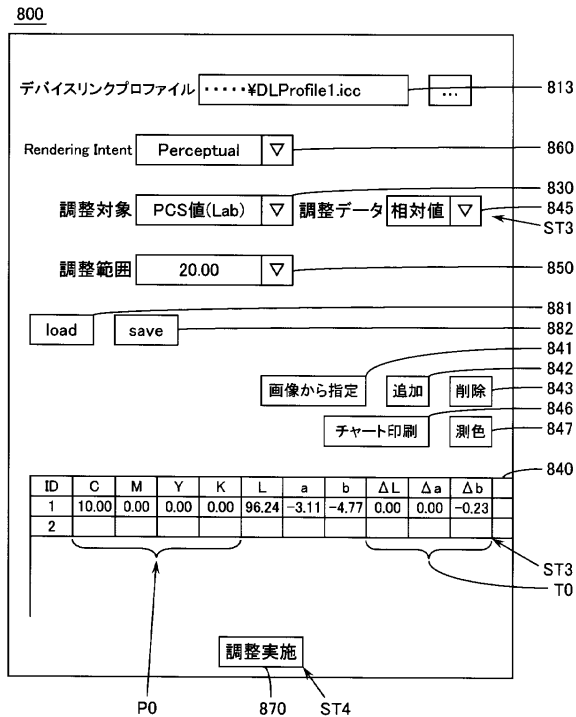 800
デバイスリンクプロファイル ・・・・・¥DLProfile1.icc ... 813
Rendering Intent Perceptual ▽ 860
830
調整対象 PCS値(Lab) ▽ 調整データ 相対値 ▽ 845
ST3
調整範囲 20.00 ▽ 850
881
load save 882
841
842
画像から指定 追加 削除 843
846
チャート印刷 測色 847
840
ID C M Y K L a b ΔL Δa Δb
1 10.00 0.00 0.00 0.00 96.24 -3.11 -4.77 0.00 0.00 -0.23
2
ST3
T0
調整実施
P0 870 ST4